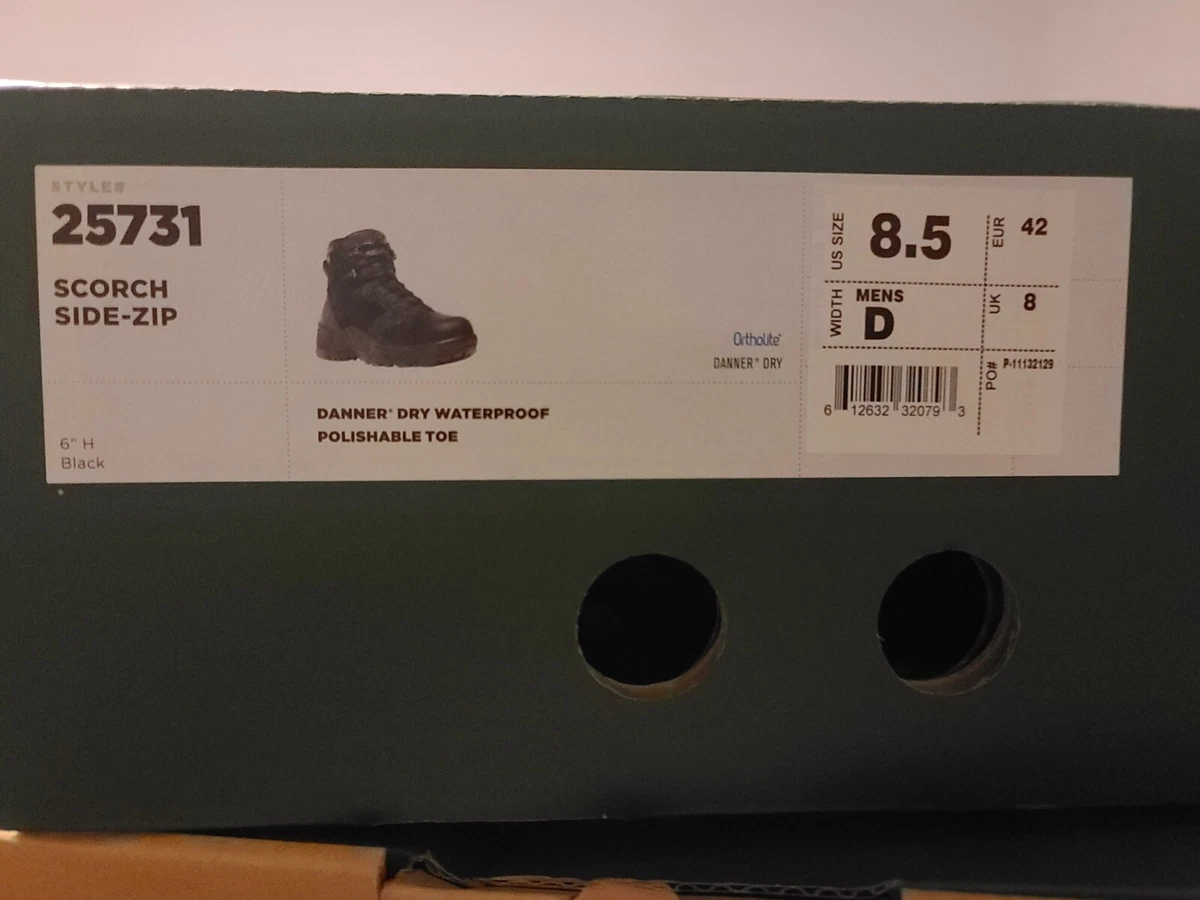 STYLE#
25731
SCORCH
SIDE-ZIP
6" H
Black
Ortholite®
DANNER® DRY
DANNER® DRY WATERPROOF
POLISHABLE TOE
US SIZE
8.5
EUR
42
WIDTH
MENS
D
UK
8
PO#
P-11132129
6 12632 32079 3